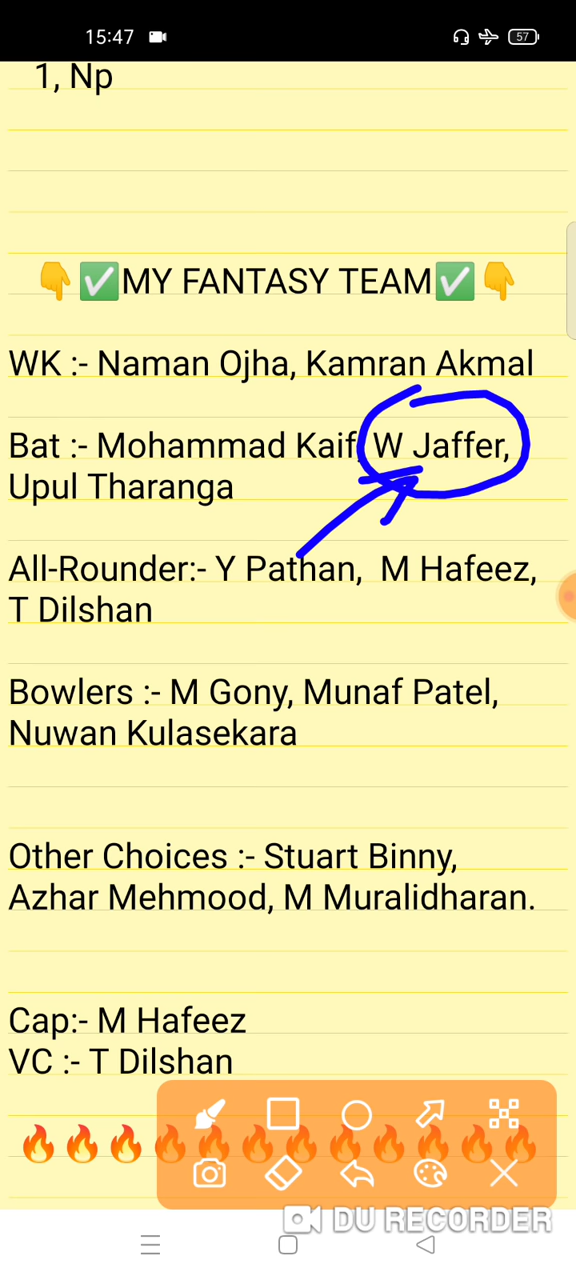 15:47
57
1, Np
👇✅MY FANTASY TEAM✅👇
WK :- Naman Ojha, Kamran Akmal
Bat :- Mohammad Kaif, W Jaffer,
Upul Tharanga
All-Rounder:- Y Pathan, M Hafeez,
T Dilshan
Bowlers :- M Gony, Munaf Patel,
Nuwan Kulasekara
Other Choices :- Stuart Binny,
Azhar Mehmood, M Muralidharan.
Cap:- M Hafeez
VC :- T Dilshan
🔥🔥🔥🔥🔥🔥🔥🔥🔥🔥🔥🔥
DU RECORDER